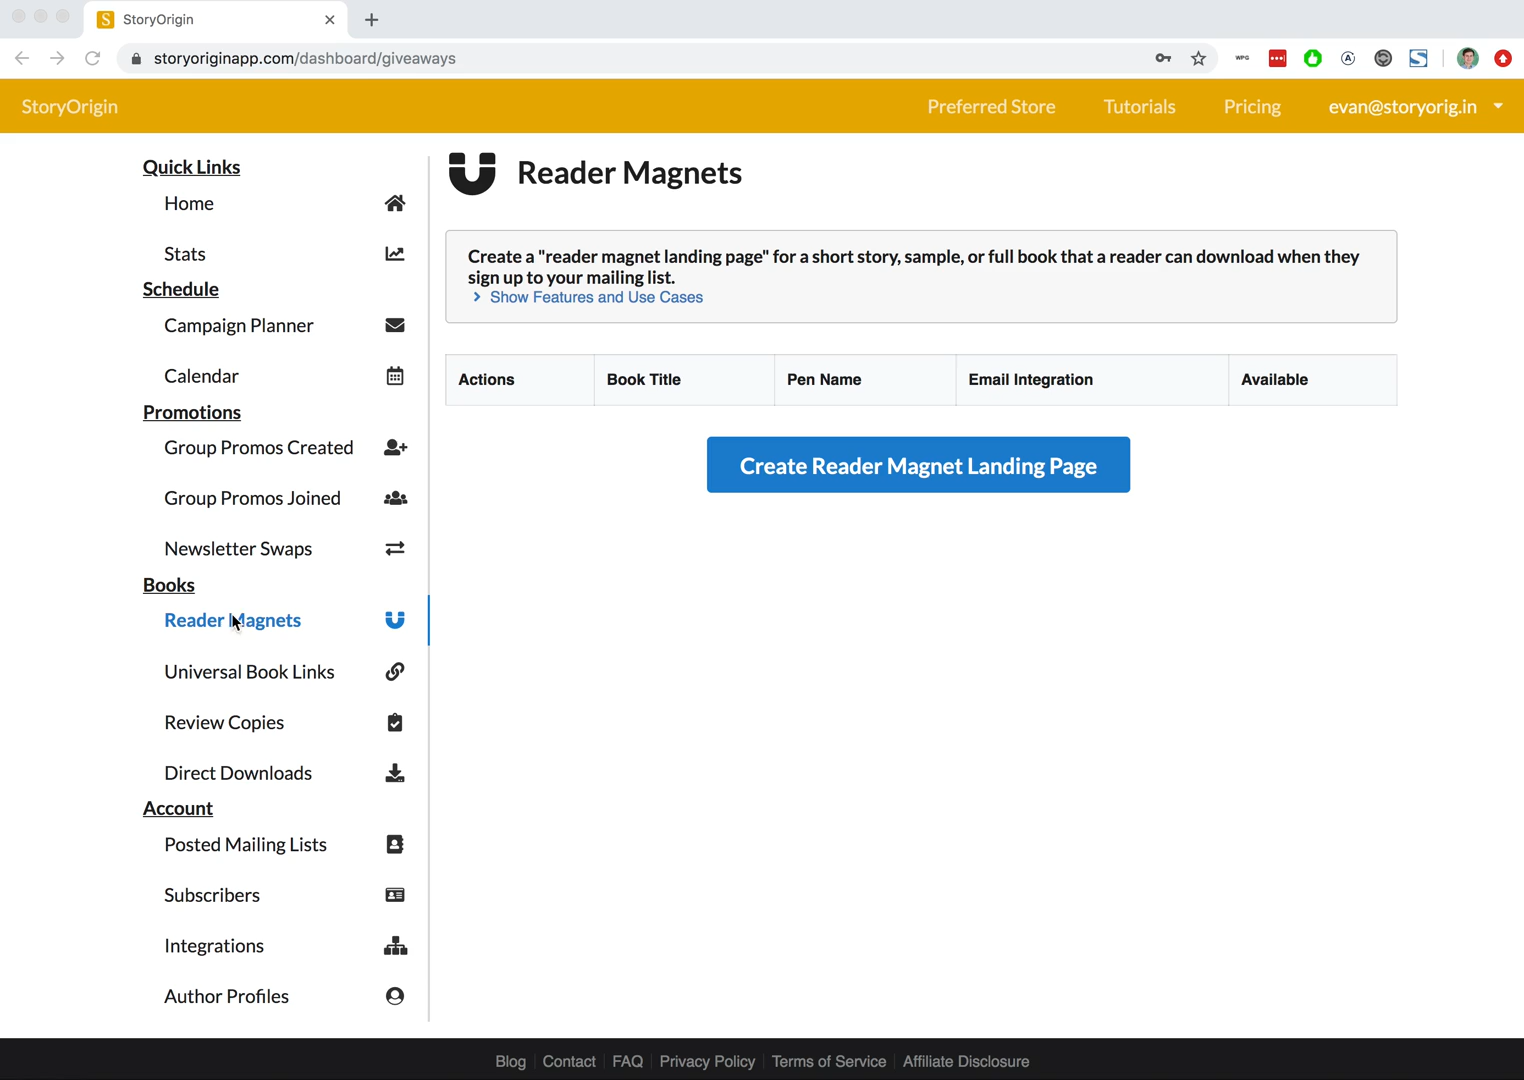 StoryOrigin
storyoriginapp.com/dashboard/giveaways
StoryOrigin
Preferred Store
Tutorials
Pricing
evan@storyorig.in
Quick Links
Home
Stats
Schedule
Campaign Planner
Calendar
Promotions
Group Promos Created
Group Promos Joined
Newsletter Swaps
Books
Reader Magnets
Universal Book Links
Review Copies
Direct Downloads
Account
Posted Mailing Lists
Subscribers
Integrations
Author Profiles
Reader Magnets
Create a "reader magnet landing page" for a short story, sample, or full book that a reader can download when they
sign up to your mailing list.
Show Features and Use Cases
Actions
Book Title
Pen Name
Email Integration
Available
Create Reader Magnet Landing Page
Blog
Contact
FAQ
Privacy Policy
Terms of Service
Affiliate Disclosure